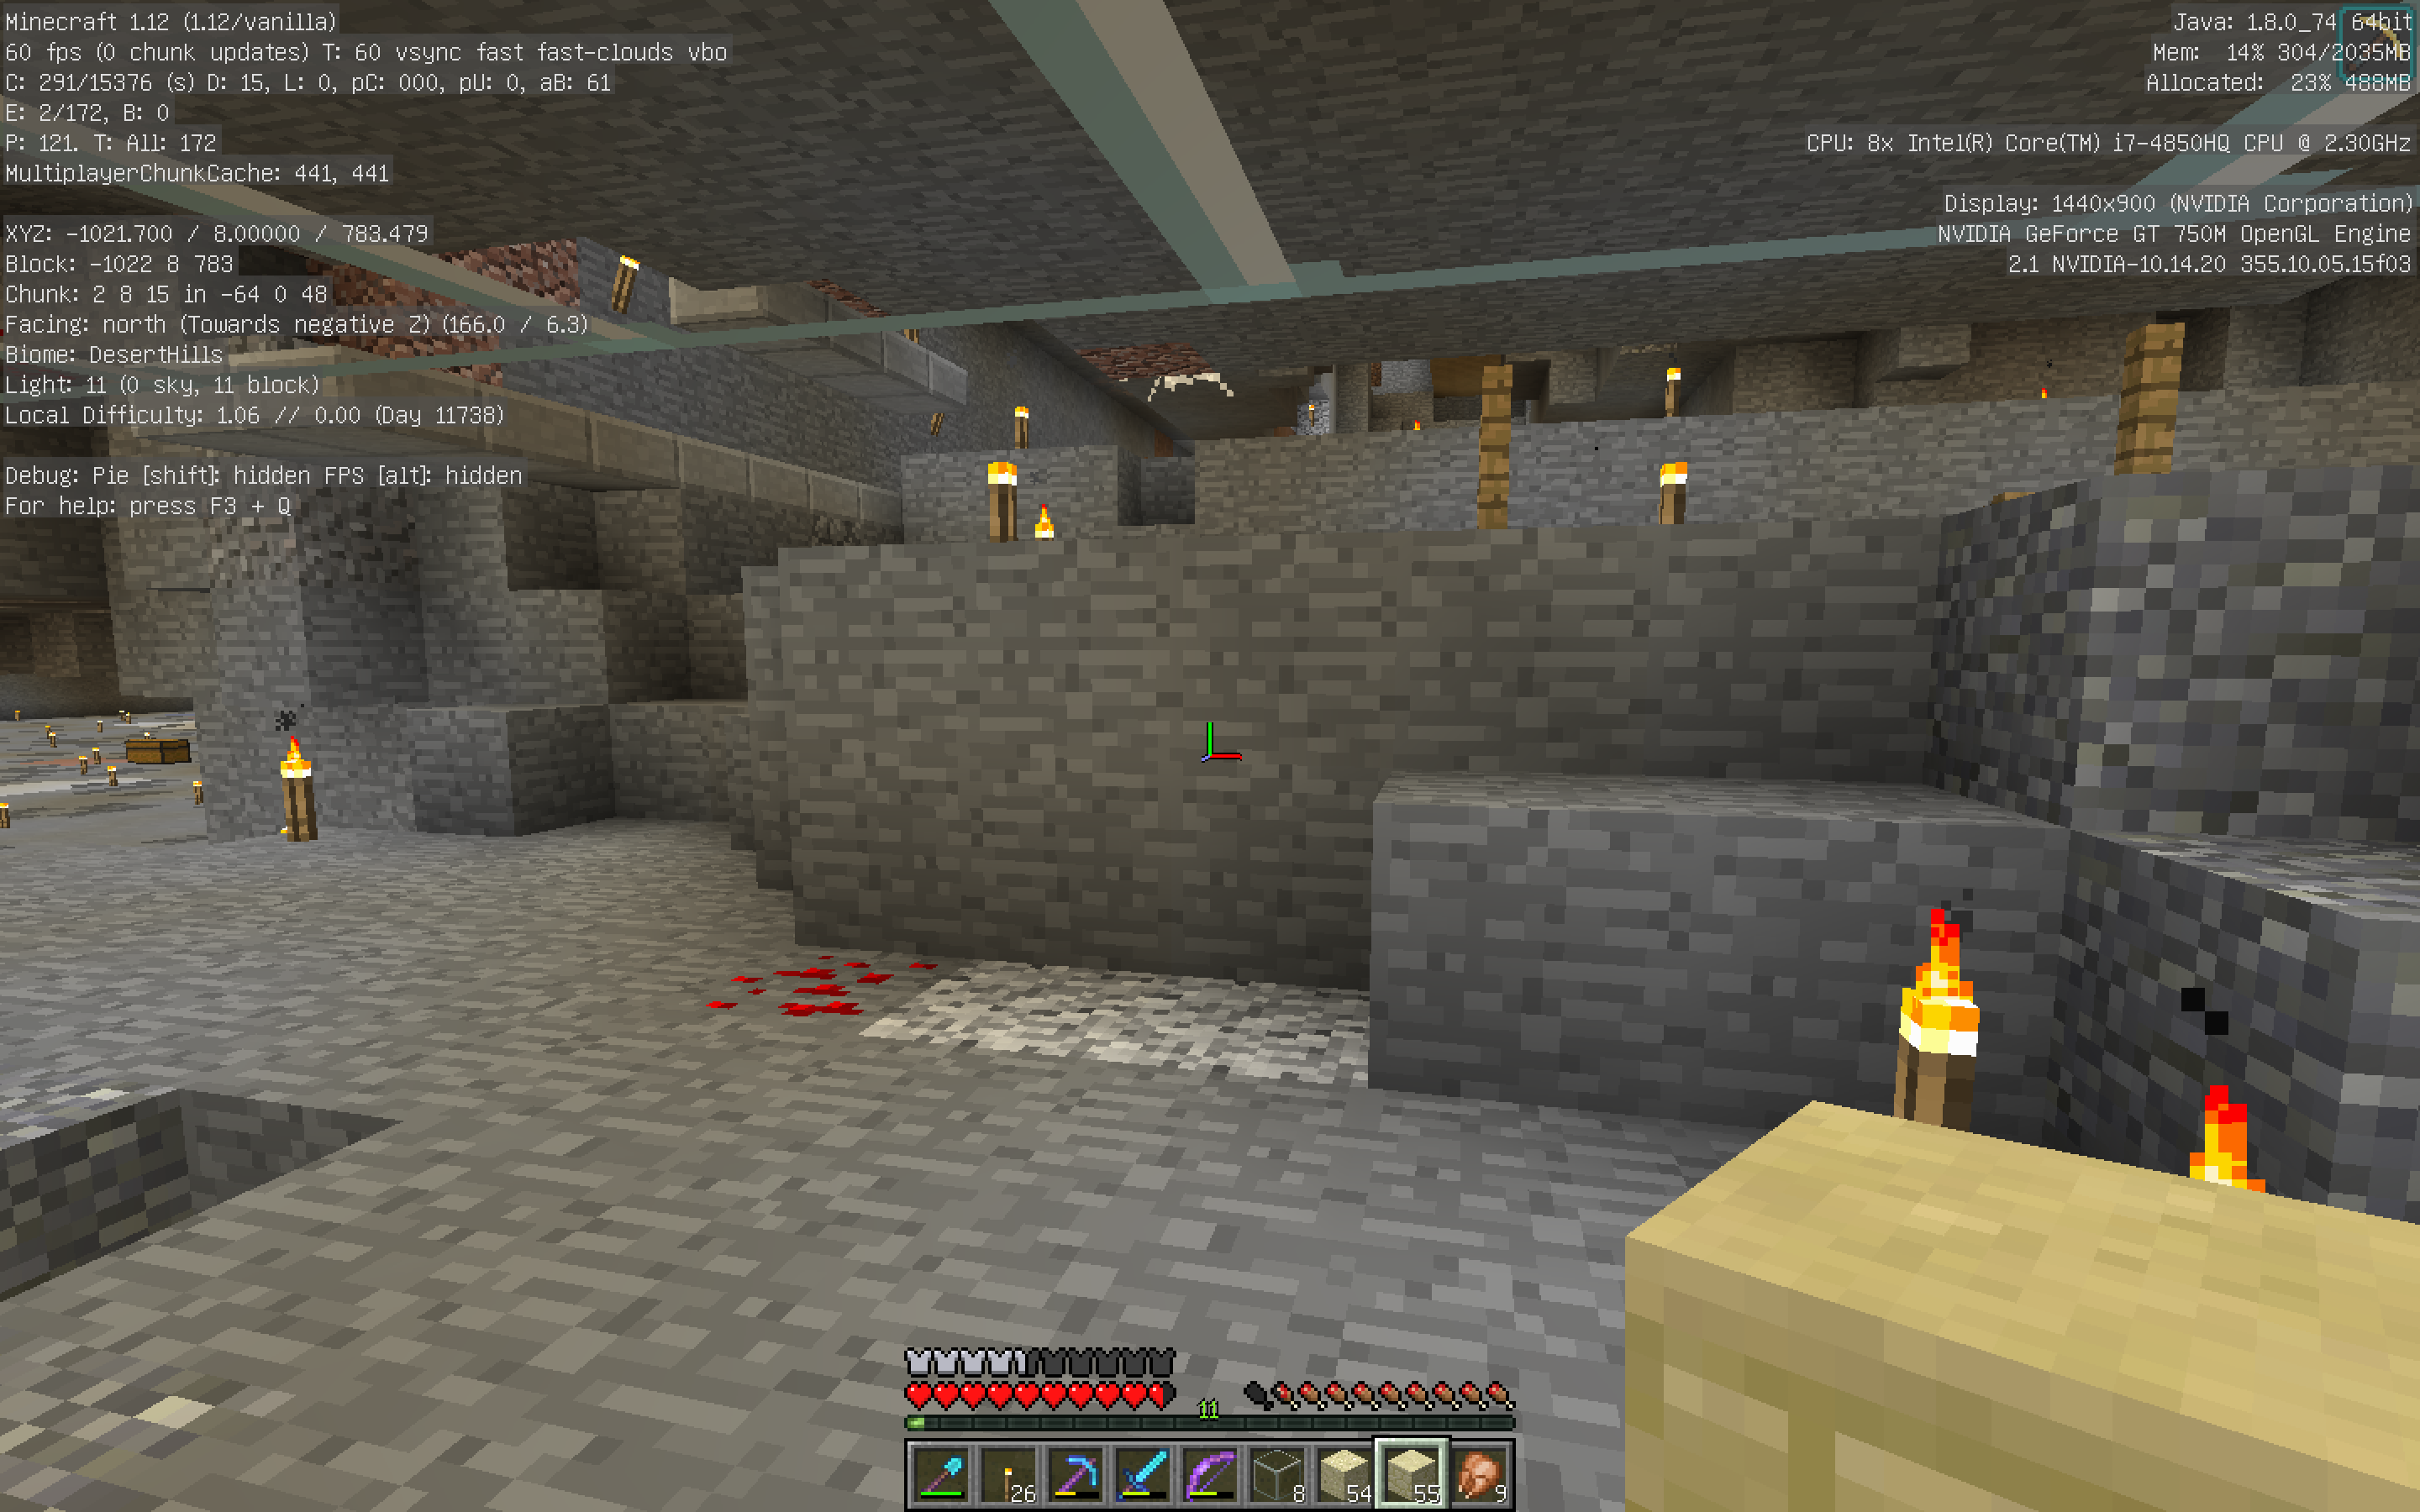 Minecraft 1.12 (1.12/vanilla)
60 fps (0 chunk updates) T: 60 vsync fast fast-clouds vbo
C: 291/15376 (s) D: 15, L: 0, pC: 000, pU: 0, aB: 61
E: 2/172, B: 0
P: 121. T: All: 172
MultiplayerChunkCache: 441, 441
XYZ: -1021.700 / 8.00000 / 783.479
Block: -1022 8 783
Chunk: 2 8 15 in -64 0 48
Facing: north (Towards negative Z) (166.0 / 6.3)
Biome: DesertHills
Light: 11 (0 sky, 11 block)
Local Difficulty: 1.06 // 0.00 (Day 11738)
Debug: Pie [shift]: hidden FPS [alt]: hidden
For help: press F3 + Q
Java: 1.8.0_74 64bit
Mem: 14% 304/2035MB
Allocated: 23% 488MB
CPU: 8x Intel(R) Core(TM) i7-4850HQ CPU @ 2.30GHz
Display: 1440x900 (NVIDIA Corporation)
NVIDIA GeForce GT 750M OpenGL Engine
2.1 NVIDIA-10.14.20 355.10.05.15f03
11
26 8 54 55 9